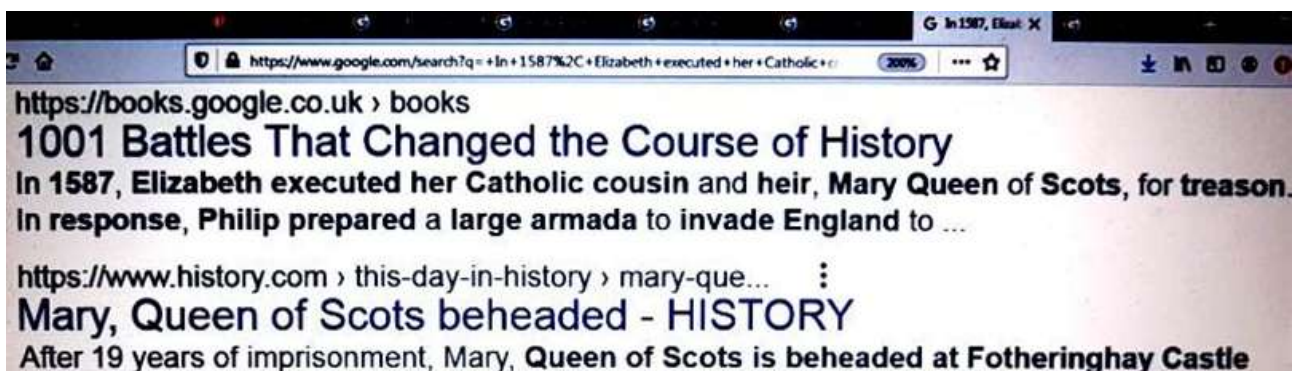 G In 1587, Eliza
https://www.google.com/search?q=+In+1587%2C+Elizabeth+executed+her+Catholic+c 200%
https://books.google.co.uk › books
1001 Battles That Changed the Course of History
In 1587, Elizabeth executed her Catholic cousin and heir, Mary Queen of Scots, for treason.
In response, Philip prepared a large armada to invade England to ...
https://www.history.com › this-day-in-history › mary-que...
Mary, Queen of Scots beheaded - HISTORY
After 19 years of imprisonment, Mary, Queen of Scots is beheaded at Fotheringhay Castle